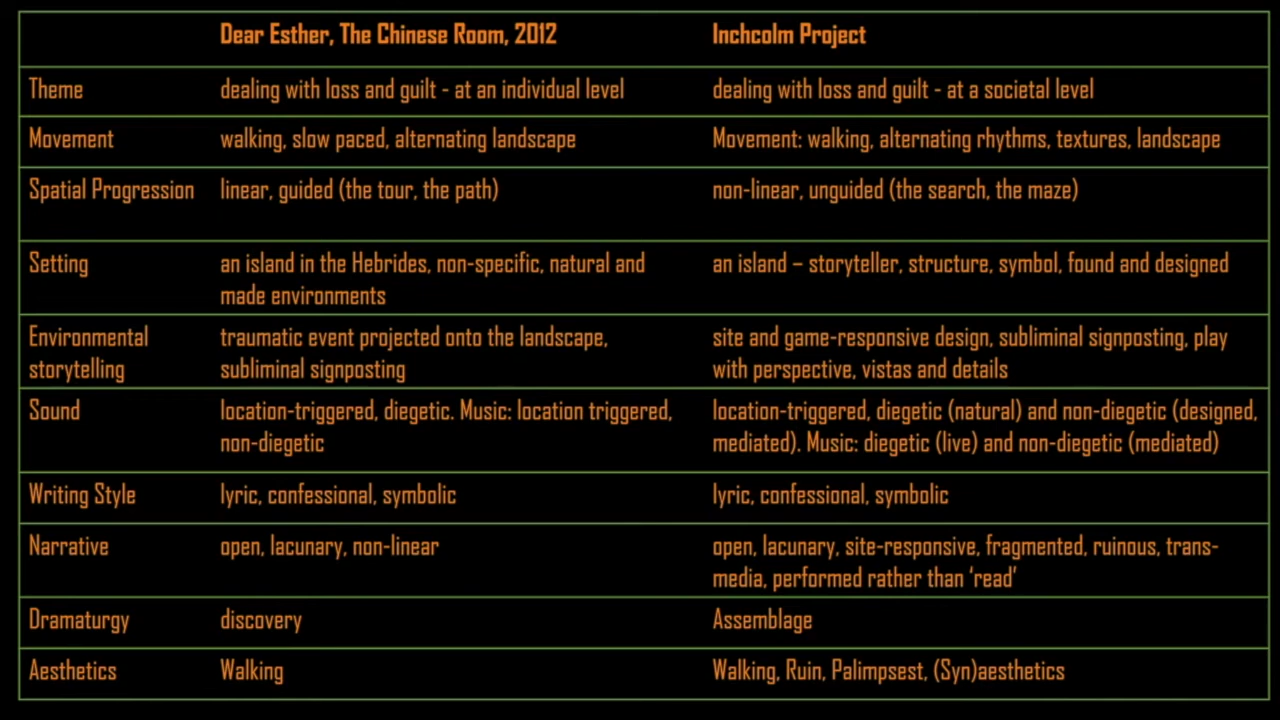 Dear Esther, The Chinese Room, 2012
Inchcolm Project
Theme
dealing with loss and guilt - at an individual level
dealing with loss and guilt - at a societal level
Movement
walking, slow paced, alternating landscape
Movement: walking, alternating rhythms, textures, landscape
Spatial Progression
linear, guided (the tour, the path)
non-linear, unguided (the search, the maze)
Setting
an island in the Hebrides, non-specific, natural and
made environments
an island – storyteller, structure, symbol, found and designed
Environmental
storytelling
traumatic event projected onto the landscape,
subliminal signposting
site and game-responsive design, subliminal signposting, play
with perspective, vistas and details
Sound
location-triggered, diegetic. Music: location triggered,
non-diegetic
location-triggered, diegetic (natural) and non-diegetic (designed,
mediated). Music: diegetic (live) and non-diegetic (mediated)
Writing Style
lyric, confessional, symbolic
lyric, confessional, symbolic
Narrative
open, lacunary, non-linear
open, lacunary, site-responsive, fragmented, ruinous, trans-
media, performed rather than ‘read’
Dramaturgy
discovery
Assemblage
Aesthetics
Walking
Walking, Ruin, Palimpsest, (Syn)aesthetics